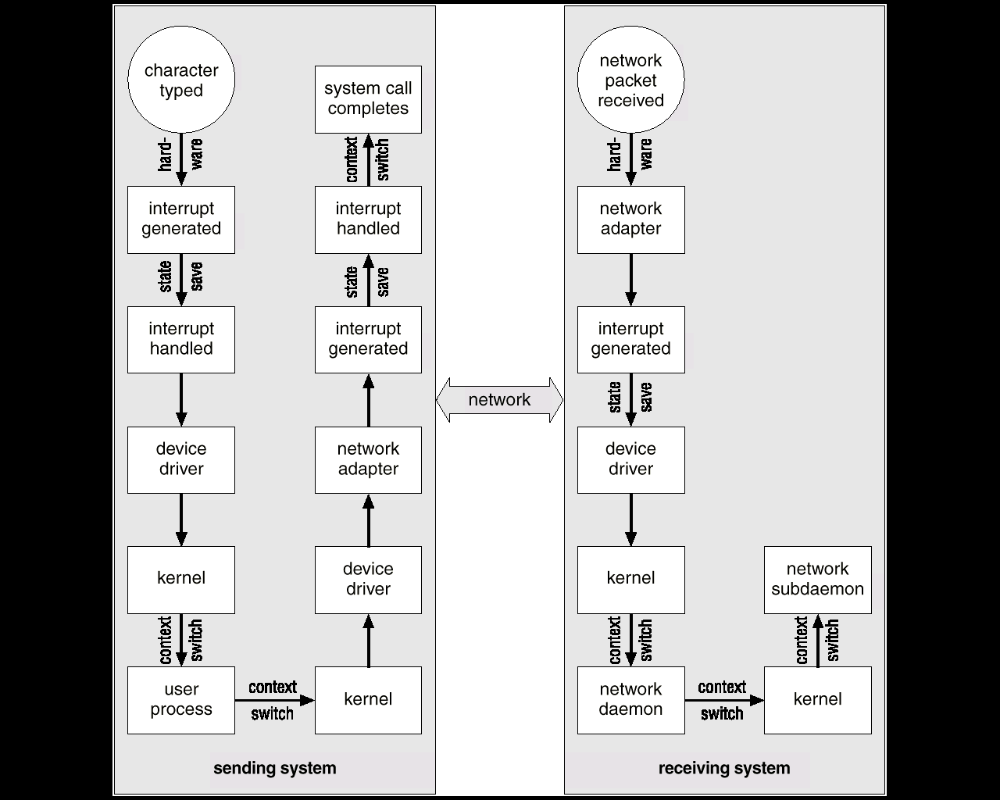 character
typed
hard-
ware
interrupt
generated
state
save
interrupt
handled
device
driver
kernel
context
switch
user
process
context
switch
kernel
device
driver
network
adapter
interrupt
generated
state
save
interrupt
handled
context
switch
system call
completes
sending system
network
network
packet
received
hard-
ware
network
adapter
interrupt
generated
state
save
device
driver
kernel
context
switch
network
daemon
context
switch
kernel
context
switch
network
subdaemon
receiving system